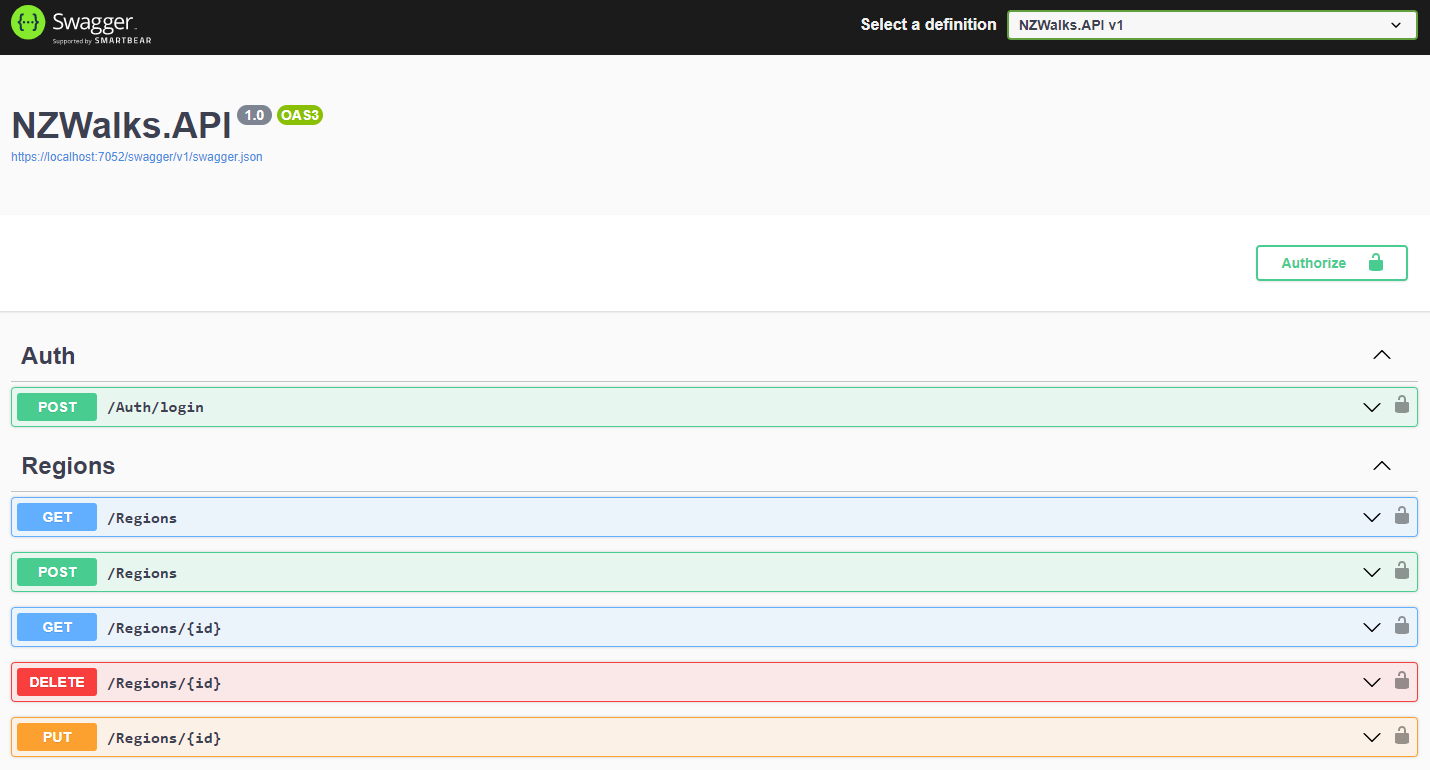 Swagger
Supported by SMARTBEAR
Select a definition
NZWalks.API v1
NZWalks.API 1.0 OAS3
https://localhost:7052/swagger/v1/swagger.json
Authorize
Auth
POST /Auth/login
Regions
GET /Regions
POST /Regions
GET /Regions/{id}
DELETE /Regions/{id}
PUT /Regions/{id}